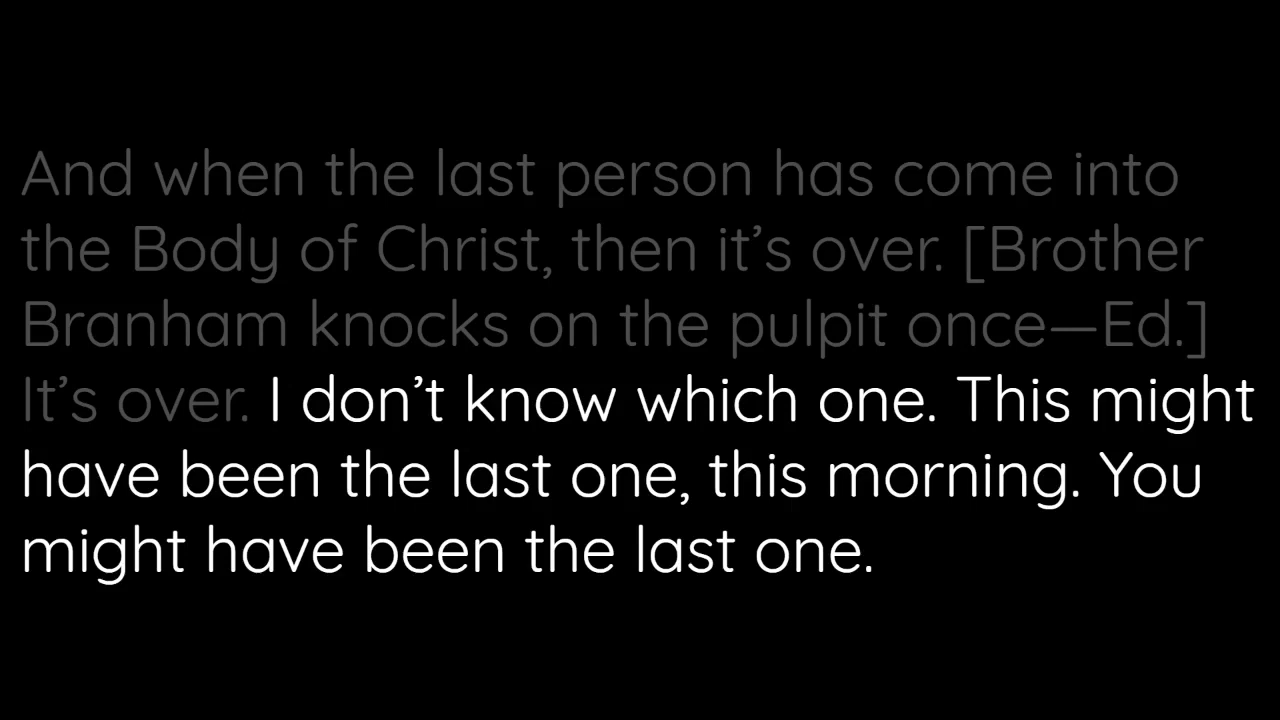 And when the last person has come into
the Body of Christ, then it’s over. [Brother
Branham knocks on the pulpit once—Ed.]
It’s over. I don’t know which one. This might
have been the last one, this morning. You
might have been the last one.